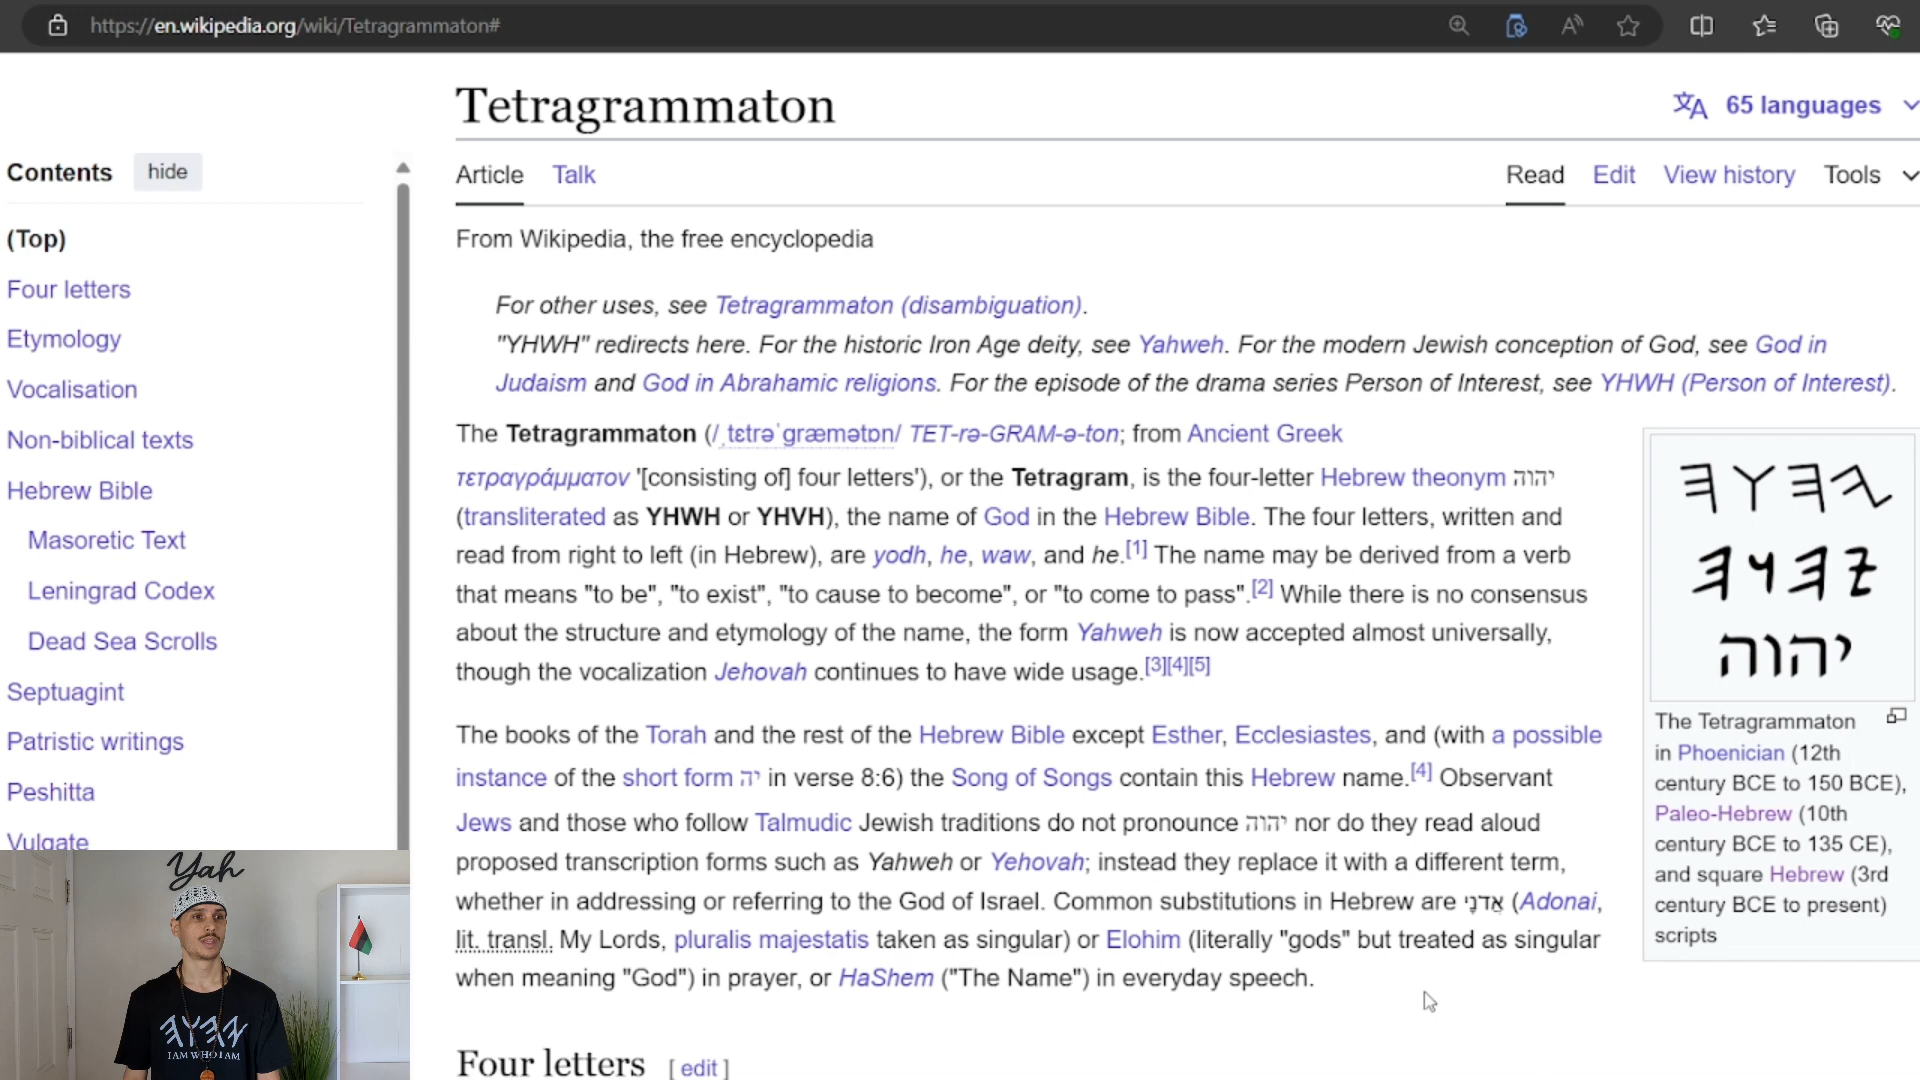 https://en.wikipedia.org/wiki/Tetragrammaton#
Tetragrammaton
65 languages
Contents hide
Article Talk
Read Edit View history Tools
(Top)
Four letters
Etymology
Vocalisation
Non-biblical texts
Hebrew Bible
Masoretic Text
Leningrad Codex
Dead Sea Scrolls
Septuagint
Patristic writings
Peshitta
Vulgate
From Wikipedia, the free encyclopedia
For other uses, see Tetragrammaton (disambiguation).
"YHWH" redirects here. For the historic Iron Age deity, see Yahweh. For the modern Jewish conception of God, see God in
Judaism and God in Abrahamic religions. For the episode of the drama series Person of Interest, see YHWH (Person of Interest).
The Tetragrammaton (/ˌtɛtrəˈɡræmətɒn/ TET-rə-GRAM-ə-ton; from Ancient Greek
τετραγράμματον '[consisting of] four letters'), or the Tetragram, is the four-letter Hebrew theonym יהוה
(transliterated as YHWH or YHVH), the name of God in the Hebrew Bible. The four letters, written and
read from right to left (in Hebrew), are yodh, he, waw, and he.[1] The name may be derived from a verb
that means "to be", "to exist", "to cause to become", or "to come to pass".[2] While there is no consensus
about the structure and etymology of the name, the form Yahweh is now accepted almost universally,
though the vocalization Jehovah continues to have wide usage.[3][4][5]
The books of the Torah and the rest of the Hebrew Bible except Esther, Ecclesiastes, and (with a possible
instance of the short form יה in verse 8:6) the Song of Songs contain this Hebrew name.[4] Observant
Jews and those who follow Talmudic Jewish traditions do not pronounce יהוה nor do they read aloud
proposed transcription forms such as Yahweh or Yehovah; instead they replace it with a different term,
whether in addressing or referring to the God of Israel. Common substitutions in Hebrew are אֲדֹנָי (Adonai,
lit. transl. My Lords, pluralis majestatis taken as singular) or Elohim (literally "gods" but treated as singular
when meaning "God") in prayer, or HaShem ("The Name") in everyday speech.
Four letters [ edit ]
𐤉𐤄𐤅𐤄
𐤉𐤄𐤅𐤄
יהוה
The Tetragrammaton
in Phoenician (12th
century BCE to 150 BCE),
Paleo-Hebrew (10th
century BCE to 135 CE),
and square Hebrew (3rd
century BCE to present)
scripts
Yah
𐤉𐤄𐤅𐤄
I AM WHO I AM